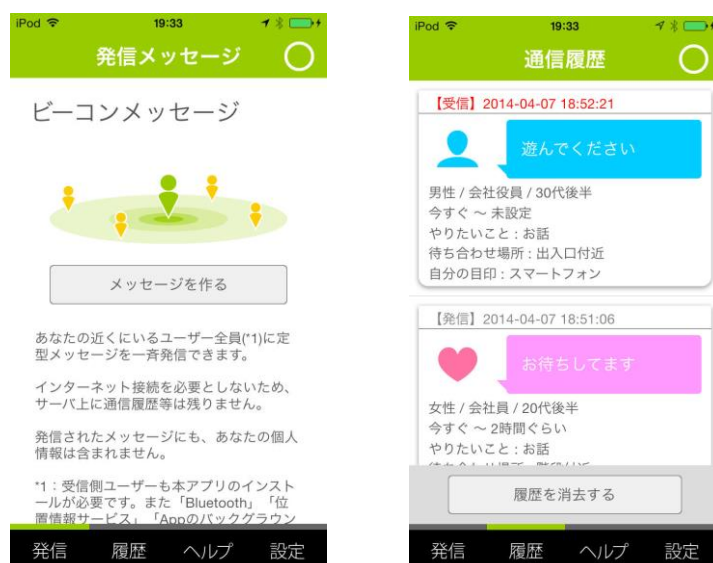 iPod 19:33
発信メッセージ
ビーコンメッセージ
メッセージを作る
あなたの近くにいるユーザー全員(*1)に定
型メッセージを一斉発信できます。
インターネット接続を必要としないため、
サーバ上に通信履歴等は残りません。
発信されたメッセージにも、あなたの個人
情報は含まれません。
*1：受信側ユーザーも本アプリのインスト
ールが必要です。また「Bluetooth」「位
置情報サービス」「Appのバックグラウン
発信 履歴 ヘルプ 設定
iPod 19:33
通信履歴
【受信】2014-04-07 18:52:21
遊んでください
男性 / 会社役員 / 30代後半
今すぐ ～ 未設定
やりたいこと : お話
待ち合わせ場所 : 出入口付近
自分の目印 : スマートフォン
【発信】2014-04-07 18:51:06
お待ちしてます
女性 / 会社員 / 20代後半
今すぐ ～ 2時間ぐらい
やりたいこと : お話
履歴を消去する
発信 履歴 ヘルプ 設定